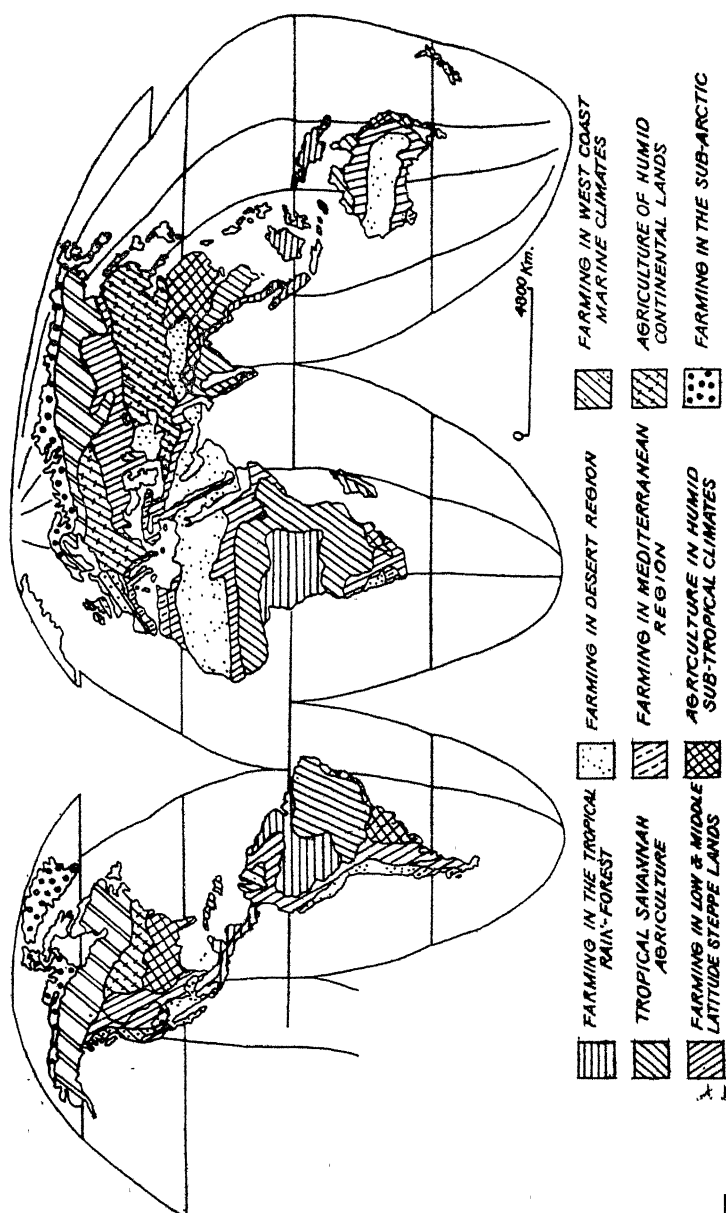 0 4800 Km.
FARMING IN THE TROPICAL
RAIN-FOREST
TROPICAL SAVANNAH
AGRICULTURE
FARMING IN LOW & MIDDLE
LATITUDE STEPPE LANDS
FARMING IN DESERT REGION
FARMING IN MEDITERRANEAN
REGION
AGRICULTURE IN HUMID
SUB-TROPICAL CLIMATES
FARMING IN WEST COAST
MARINE CLIMATES
AGRICULTURE OF HUMID
CONTINENTAL LANDS
FARMING IN THE SUB-ARCTIC